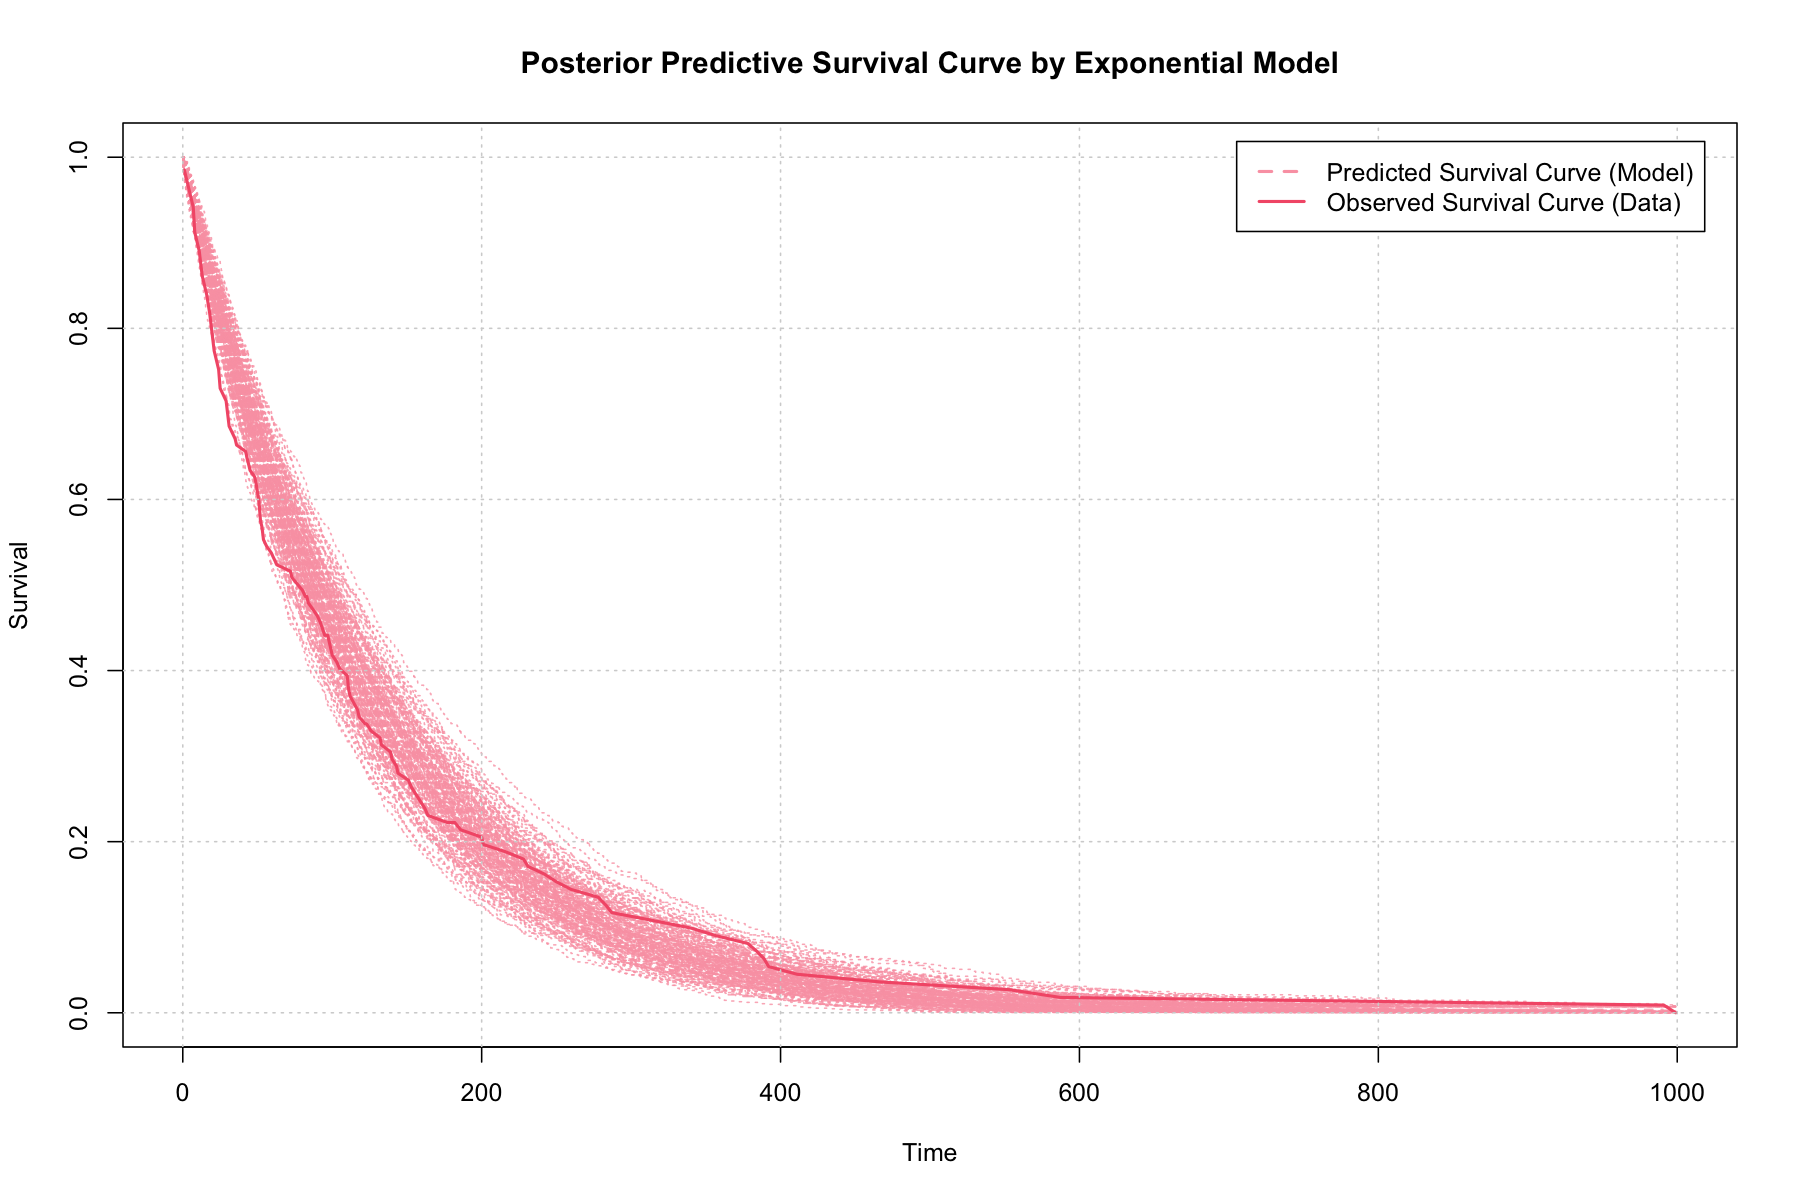 Posterior Predictive Survival Curve by Exponential Model
Predicted Survival Curve (Model)
Observed Survival Curve (Data)
Survival
1.0
0.8
0.6
0.4
0.2
0.0
0 200 400 600 800 1000
Time